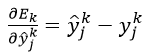 ∂E_k/∂ŷ_j^k = ŷ_j^k − y_j^k